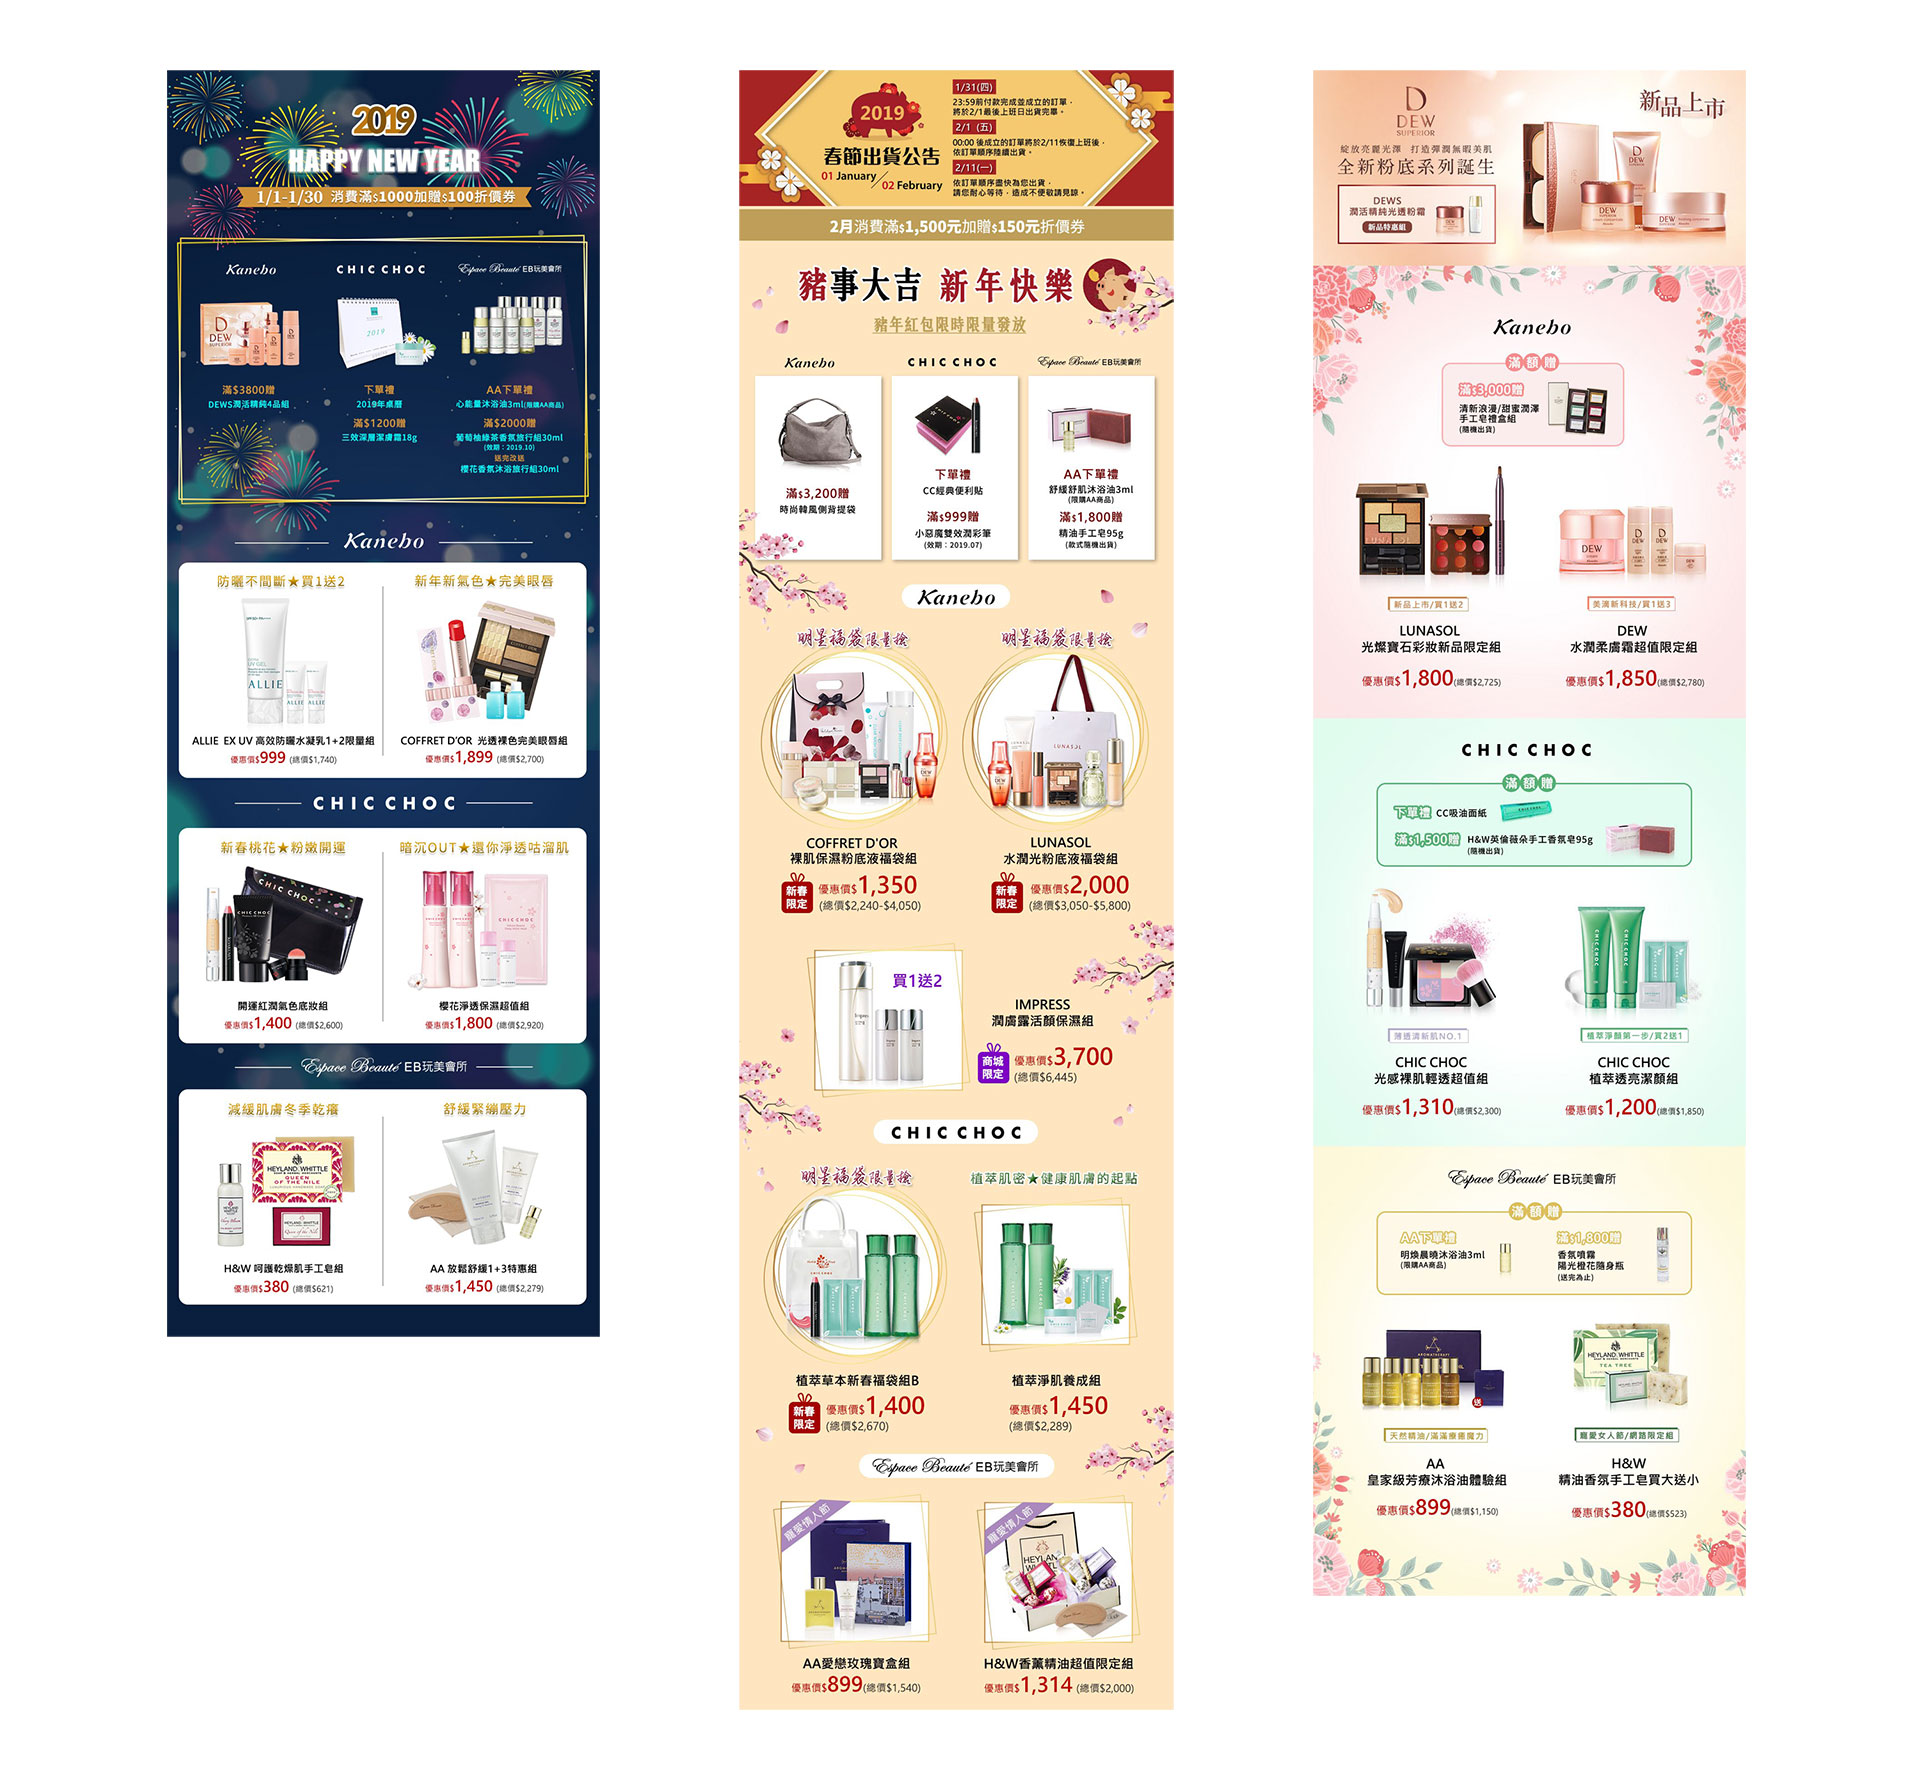 2019
HAPPY NEW YEAR
1/1-1/30 消費滿$1000加贈$100折價券
Kanebo
CHIC CHOC
Espace Beauté EB玩美會所
DEW
SUPERIOR
2019
CHIC CHOC
滿$3800贈
DEWS潤活精純4品組
下單禮
2019年桌曆
滿$1200贈
三效深層潔膚霜18g
AA下單禮
心能量沐浴油3ml(限購AA商品)
滿$2000贈
葡萄柚綠茶香氛旅行組30ml
(效期：2019.10)
送完改送
櫻花香氛沐浴旅行組30ml
Kanebo
防曬不間斷★買1送2
新年新氣色★完美眼唇
UV GEL
ALLIE
ALLIE
ALLIE
ALLIE EX UV 高效防曬水凝乳1+2限量組
優惠價$999 (總價$1,740)
COFFRET D'OR 光透裸色完美眼唇組
優惠價$1,899 (總價$2,700)
CHIC CHOC
新春桃花★粉嫩開運
暗沉OUT★還你淨透咕溜肌
CHIC CHOC
CHIC CHOC
CHIC CHOC
開運紅潤氣色底妝組
優惠價$1,400 (總價$2,600)
櫻花淨透保濕超值組
優惠價$1,800 (總價$2,920)
Espace Beauté EB玩美會所
減緩肌膚冬季乾癢
舒緩緊繃壓力
HEYLAND & WHITTLE
QUEEN
OF THE NILE
H&W 呵護乾燥肌手工皂組
優惠價$380 (總價$621)
AA 放鬆舒緩1+3特惠組
優惠價$1,450 (總價$2,279)
2019
春節出貨公告
01 January
02 February
1/31(四)
23:59前付款完成並成立的訂單，
將於2/1最後上班日出貨完畢。
2/1 (五)
00:00 後成立的訂單將於2/11恢復上班後，
依訂單順序陸續出貨。
2/11(一)
依訂單順序盡快為您出貨，
請您耐心等待，造成不便敬請見諒。
2月消費滿$1,500元加贈$150元折價券
豬事大吉 新年快樂
豬年紅包限時限量發放
Kanebo
CHIC CHOC
Espace Beauté EB玩美會所
滿$3,200贈
時尚韓風側背提袋
下單禮
CC經典便利貼
滿$999贈
小惡魔雙效潤彩筆
(效期：2019.07)
AA下單禮
舒緩舒肌沐浴油3ml
(限購AA商品)
滿$1,800贈
精油手工皂95g
(款式隨機出貨)
Kanebo
明星福袋限量搶
明星福袋限量搶
LUNASOL
DEW
DEW
COFFRET D'OR
裸肌保濕粉底液福袋組
新春
限定
優惠價$1,350
(總價$2,240-$4,050)
LUNASOL
水潤光粉底液福袋組
新春
限定
優惠價$2,000
(總價$3,050-$5,800)
買1送2
IMPRESS
潤膚露活顏保濕組
商城
限定
優惠價$3,700
(總價$6,445)
CHIC CHOC
明星福袋限量搶
植萃肌密★健康肌膚的起點
植萃草本新春福袋組B
新春
限定
優惠價$1,400
(總價$2,670)
植萃淨肌養成組
優惠價$1,450
(總價$2,289)
Espace Beauté EB玩美會所
寵愛情人節
寵愛情人節
AA愛戀玫瑰寶盒組
優惠價$899(總價$1,540)
H&W香薰精油超值限定組
優惠價$1,314 (總價$2,000)
D
DEW
SUPERIOR
新品上市
綻放亮麗光澤 打造彈潤無暇美肌
全新粉底系列誕生
DEWS
潤活精純光透粉霜
新品特惠組
DEW
DEW
DEW
Kanebo
滿額贈
滿$3,000贈
清新浪漫/甜蜜潤澤
手工皂禮盒組
(隨機出貨)
DEW
新品上市/買1送2
LUNASOL
光燦寶石彩妝新品限定組
優惠價$1,800(總價$2,725)
美滴新科技/買1送3
DEW
水潤柔膚霜超值限定組
優惠價$1,850(總價$2,780)
CHIC CHOC
滿額贈
下單禮 CC吸油面紙
滿$1,500贈 H&W英倫薇朵手工香氛皂95g
(隨機出貨)
薄透清新肌NO.1
CHIC CHOC
光感裸肌輕透超值組
優惠價$1,310(總價$2,300)
植萃淨顏第一步/買2送1
CHIC CHOC
植萃透亮潔顏組
優惠價$1,200(總價$1,850)
Espace Beauté EB玩美會所
滿額贈
AA下單禮
明煥晨曉沐浴油3ml
(限購AA商品)
滿$1,800贈
香氛噴霧
陽光橙花隨身瓶
(送完為止)
送
HEYLAND & WHITTLE
TEA TREE
天然精油/滿滿療癒魔力
AA
皇家級芳療沐浴油體驗組
優惠價$899(總價$1,150)
寵愛女人節/網路限定組
H&W
精油香氛手工皂買大送小
優惠價$380(總價$523)